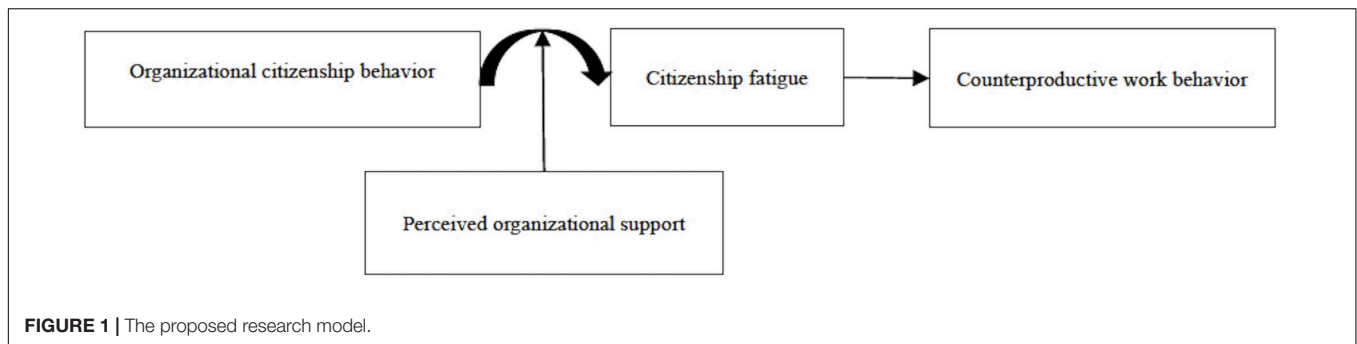 Organizational citizenship behavior
Citizenship fatigue
Counterproductive work behavior
Perceived organizational support
FIGURE 1 | The proposed research model.